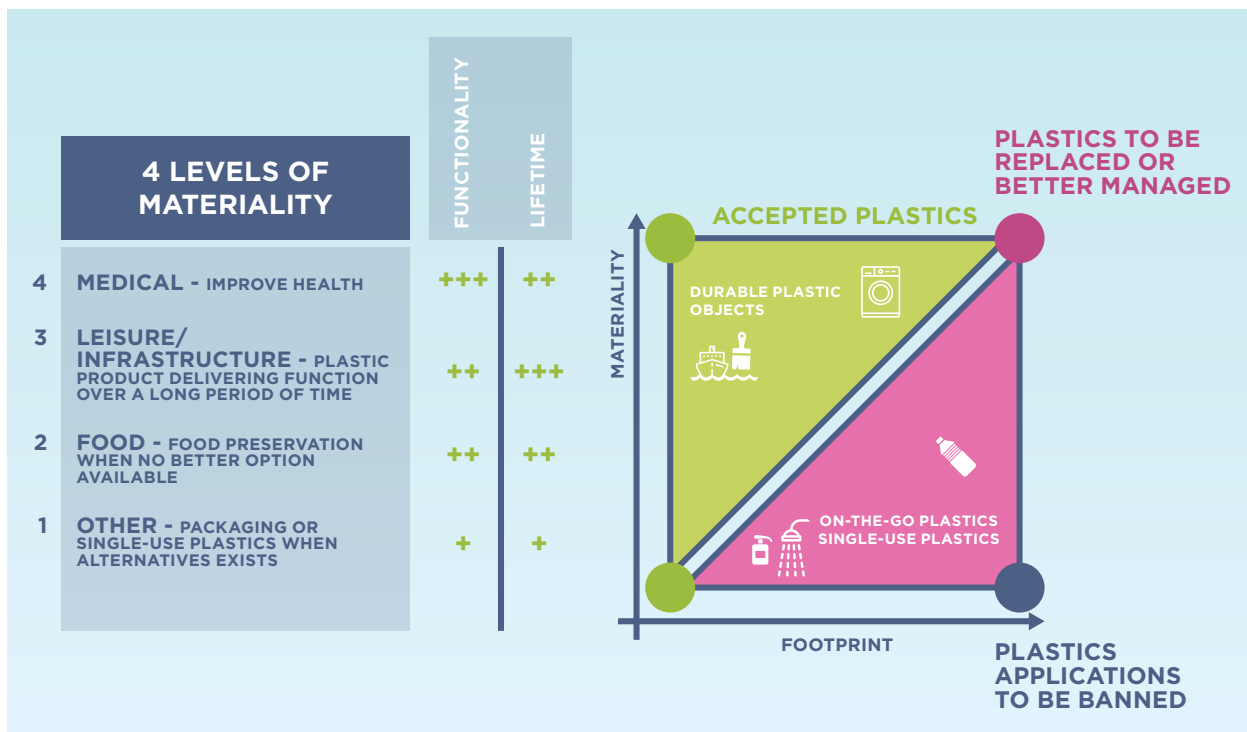 4 LEVELS OF
MATERIALITY
FUNCTIONALITY
LIFETIME
4 MEDICAL - IMPROVE HEALTH +++ ++
3 LEISURE/
INFRASTRUCTURE - PLASTIC
PRODUCT DELIVERING FUNCTION
OVER A LONG PERIOD OF TIME
++ +++
2 FOOD - FOOD PRESERVATION
WHEN NO BETTER OPTION
AVAILABLE
++ ++
1 OTHER - PACKAGING OR
SINGLE-USE PLASTICS WHEN
ALTERNATIVES EXISTS
+ +
PLASTICS TO BE
REPLACED OR
BETTER MANAGED
ACCEPTED PLASTICS
MATERIALITY
DURABLE PLASTIC
OBJECTS
ON-THE-GO PLASTICS
SINGLE-USE PLASTICS
FOOTPRINT
PLASTICS
APPLICATIONS
TO BE BANNED